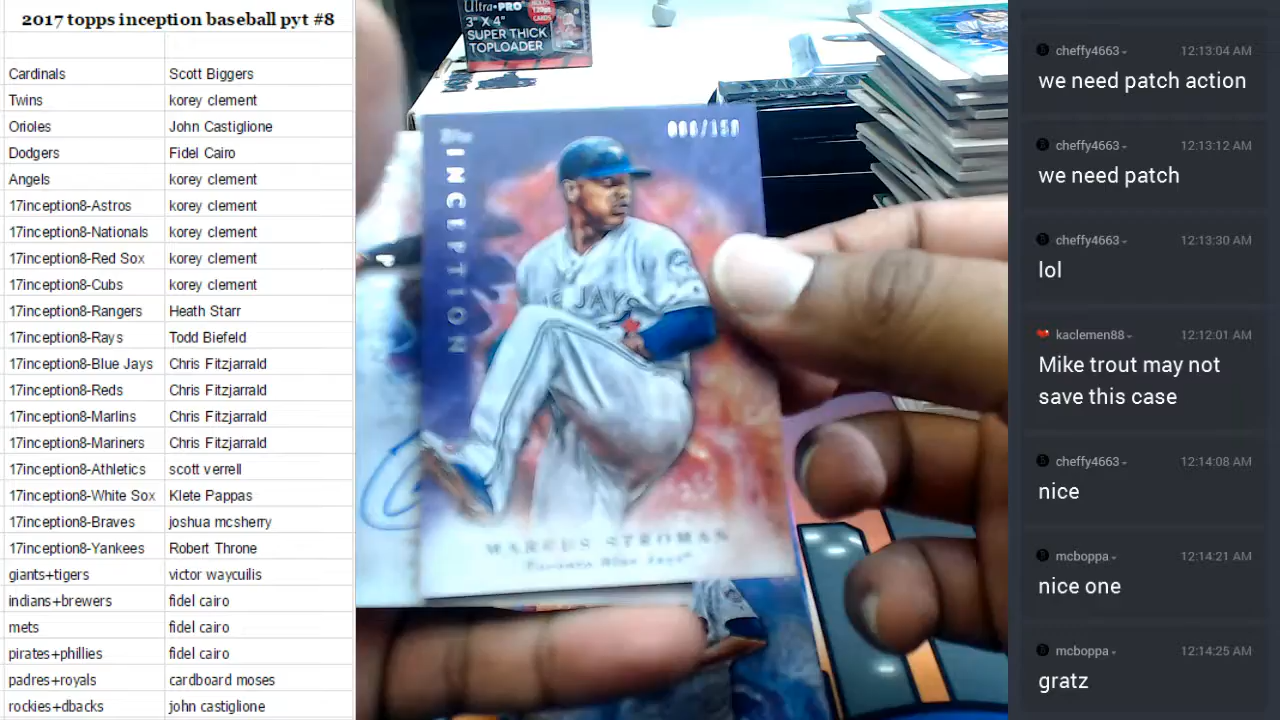 2017 topps inception baseball pyt #8
Cardinals Scott Biggers
Twins korey clement
Orioles John Castiglione
Dodgers Fidel Cairo
Angels korey clement
17inception8-Astros korey clement
17inception8-Nationals korey clement
17inception8-Red Sox korey clement
17inception8-Cubs korey clement
17inception8-Rangers Heath Starr
17inception8-Rays Todd Biefeld
17inception8-Blue Jays Chris Fitzjarrald
17inception8-Reds Chris Fitzjarrald
17inception8-Marlins Chris Fitzjarrald
17inception8-Mariners Chris Fitzjarrald
17inception8-Athletics scott verrell
17inception8-White Sox Klete Pappas
17inception8-Braves joshua mcsherry
17inception8-Yankees Robert Throne
giants+tigers victor waycuilis
indians+brewers fidel cairo
mets fidel cairo
pirates+phillies fidel cairo
padres+royals cardboard moses
rockies+dbacks john castiglione
Ultra•PRO
3" X 4"
SUPER THICK
TOPLOADER
CARDS
Topps
INCEPTION
/150
JAYS
MARCUS STROMAN
Toronto Blue Jays
cheffy4663 12:13:04 AM
we need patch action
cheffy4663 12:13:12 AM
we need patch
cheffy4663 12:13:30 AM
lol
kaclemen88 12:12:01 AM
Mike trout may not
save this case
cheffy4663 12:14:08 AM
nice
mcboppa 12:14:21 AM
nice one
mcboppa 12:14:25 AM
gratz